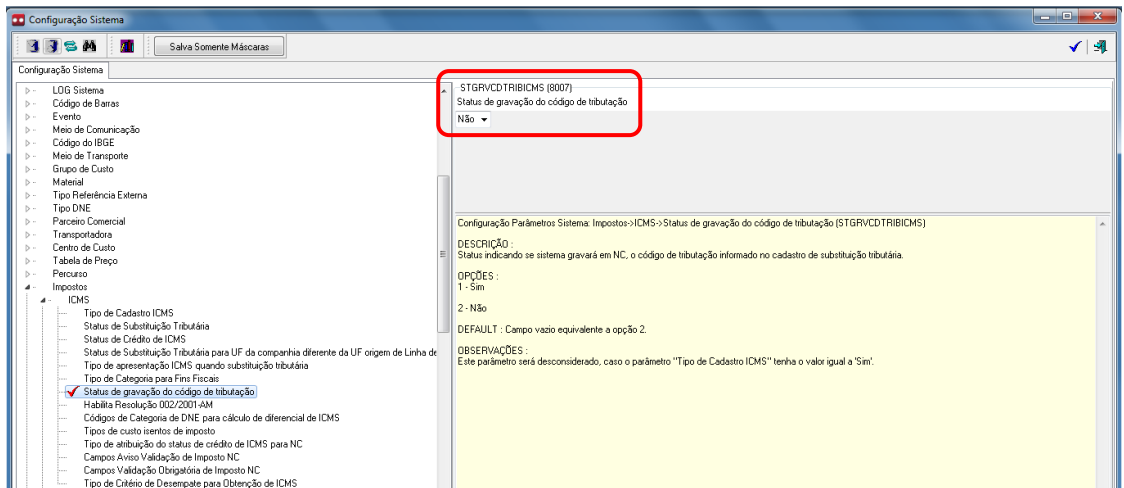 Configuração Sistema
Salva Somente Máscaras
Configuração Sistema
LOG Sistema
Código de Barras
Evento
Meio de Comunicação
Código do IBGE
Meio de Transporte
Grupo de Custo
Material
Tipo Referência Externa
Tipo DNE
Parceiro Comercial
Transportadora
Centro de Custo
Tabela de Preço
Percurso
Impostos
ICMS
Tipo de Cadastro ICMS
Status de Substituição Tributária
Status de Crédito de ICMS
Status de Substituição Tributária para UF da companhia diferente da UF origem de Linha de
Tipo de apresentação ICMS quando substituição tributária
Tipo de Categoria para Fins Fiscais
Status de gravação do código de tributação
Habilita Resolução 002/2001-AM
Códigos de Categoria de DNE para cálculo de diferencial de ICMS
Tipos de custo isentos de imposto
Tipo de atribuição do status de crédito de ICMS para NC
Campos Aviso Validação de Imposto NC
Campos Validação Obrigatória de Imposto NC
Tipo de Critério de Desempate para Obtenção de ICMS
STGRVCDTRIBICMS (8007)
Status de gravação do código de tributação
Não
Configuração Parâmetros Sistema: Impostos->ICMS->Status de gravação do código de tributação (STGRVCDTRIBICMS)
DESCRIÇÃO :
Status indicando se sistema gravará em NC, o código de tributação informado no cadastro de substituição tributária.
OPÇÕES :
1 - Sim
2 - Não
DEFAULT : Campo vazio equivalente a opção 2.
OBSERVAÇÕES :
Este parâmetro será desconsiderado, caso o parâmetro "Tipo de Cadastro ICMS" tenha o valor igual a 'Sim'.